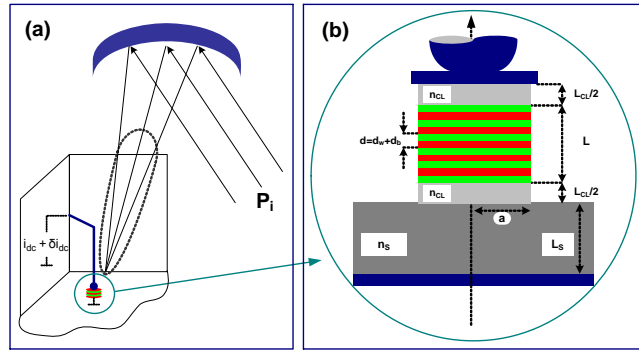 (a)
P_i
i_dc + δi_dc
(b)
n_CL
L_CL/2
d=d_w+d_b
L
n_CL
L_CL/2
a
n_S
L_S